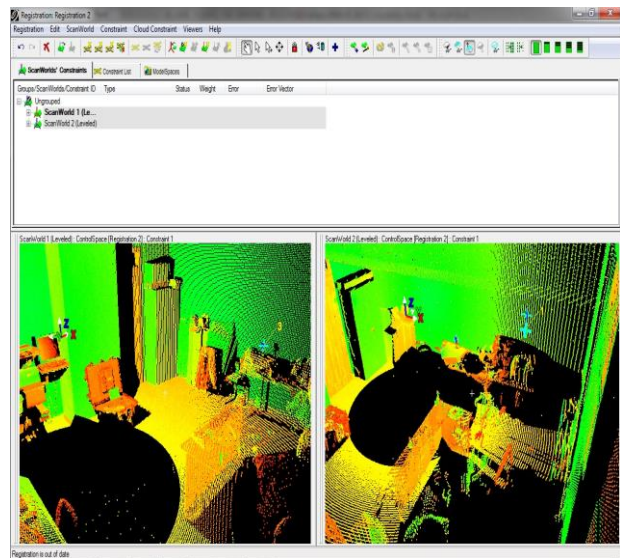 Registration: Registration 2
Registration Edit ScanWorld Constraint Cloud Constraint Viewers Help
ScanWorlds' Constraints Constraint List ModelSpaces
Groups/ScanWorlds/Constraint ID Type Status Weight Error Error Vector
Ungrouped
ScanWorld 1 (Le...
ScanWorld 2 (Leveled)
ScanWorld 1 (Leveled) : ControlSpace [Registration 2] : Constraint 1
ScanWorld 2 (Leveled) : ControlSpace [Registration 2] : Constraint 1
Z
X
3
Z
X
Registration is out of date